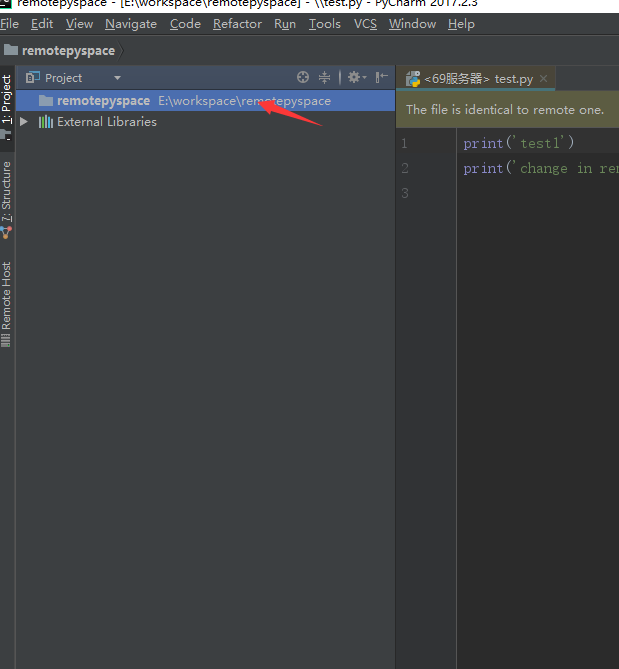 remotepyspace - [E:\workspace\remotepyspace] - \\test.py - PyCharm 2017.2.3
File Edit View Navigate Code Refactor Run Tools VCS Window Help
remotepyspace
1: Project
7: Structure
Remote Host
Project
remotepyspace E:\workspace\remotepyspace
External Libraries
<69服务器> test.py
The file is identical to remote one.
1 print('test1')
2 print('change in rem
3